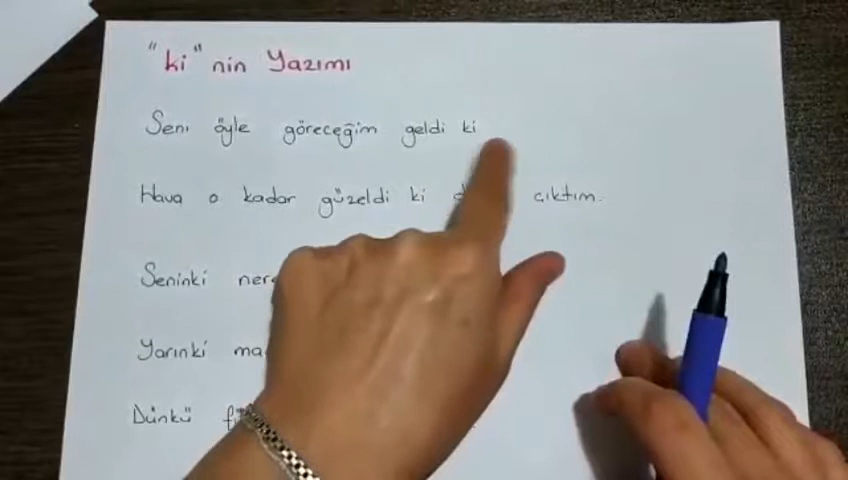 "ki" nin Yazımı
Seni öyle göreceğim geldi ki
Hava o kadar güzeldi ki çıktım.
Seninki
Yarınki
Dünkü